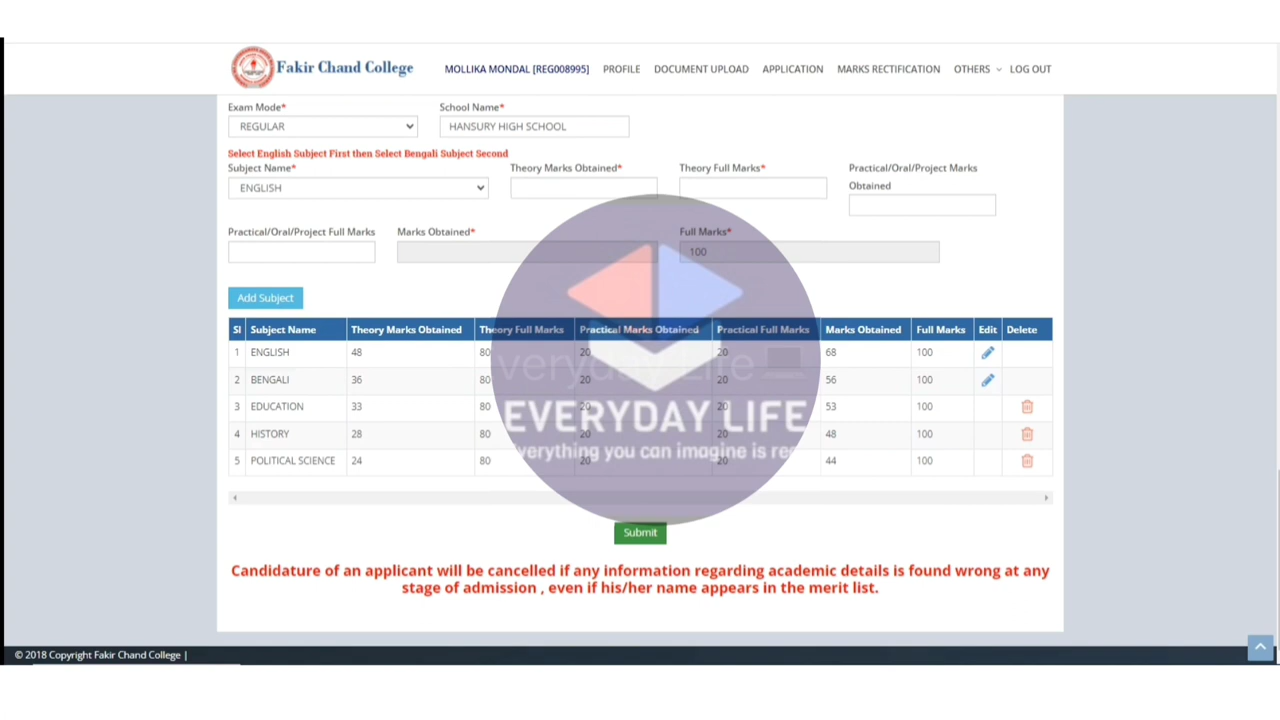 Fakir Chand College
MOLLIKA MONDAL [REG008995] PROFILE DOCUMENT UPLOAD APPLICATION MARKS RECTIFICATION OTHERS LOG OUT
Exam Mode* School Name*
REGULAR HANSURY HIGH SCHOOL
Select English Subject First then Select Bengali Subject Second
Subject Name* Theory Marks Obtained* Theory Full Marks* Practical/Oral/Project Marks
Obtained
ENGLISH
Practical/Oral/Project Full Marks Marks Obtained* Full Marks*
100
Add Subject
Sl Subject Name Theory Marks Obtained Theory Full Marks Practical Marks Obtained Practical Full Marks Marks Obtained Full Marks Edit Delete
1 ENGLISH 48 80 20 20 68 100
2 BENGALI 36 80 20 20 56 100
3 EDUCATION 33 80 20 20 53 100
4 HISTORY 28 80 20 20 48 100
5 POLITICAL SCIENCE 24 80 20 20 44 100
everyday Life
EVERYDAY LIFE
everything you can imagine is rea
Submit
Candidature of an applicant will be cancelled if any information regarding academic details is found wrong at any
stage of admission , even if his/her name appears in the merit list.
© 2018 Copyright Fakir Chand College |